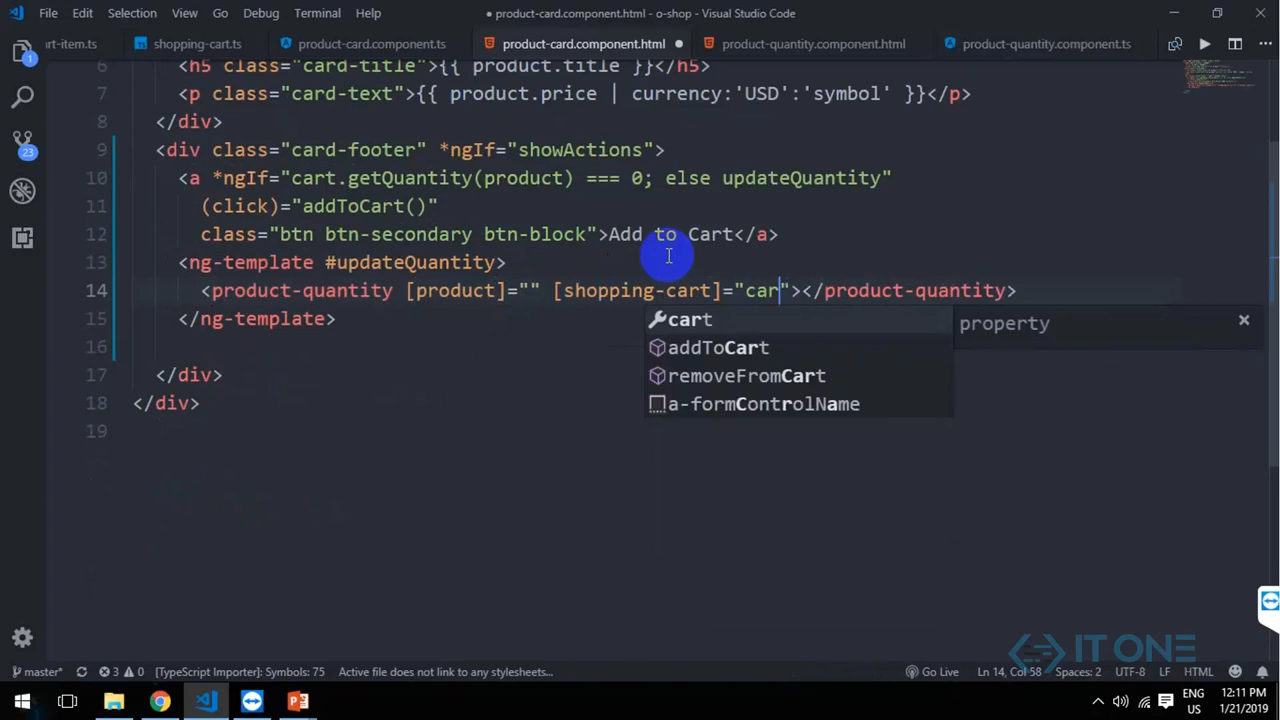 File Edit Selection View Go Debug Terminal Help
● product-card.component.html - o-shop - Visual Studio Code
rt-item.ts shopping-cart.ts product-card.component.ts product-card.component.html ● product-quantity.component.html product-quantity.component.ts
6 <h5 class="card-title">{{ product.title }}</h5>
7 <p class="card-text">{{ product.price | currency:'USD':'symbol' }}</p>
8 </div>
9 <div class="card-footer" *ngIf="showActions">
10 <a *ngIf="cart.getQuantity(product) === 0; else updateQuantity"
11 (click)="addToCart()"
12 class="btn btn-secondary btn-block">Add to Cart</a>
13 <ng-template #updateQuantity>
14 <product-quantity [product]="" [shopping-cart]="car"></product-quantity>
15 </ng-template>
16
17 </div>
18 </div>
19
cart
addToCart
removeFromCart
a-formControlName
property
1
23
IT ONE
master* 3 0 [TypeScript Importer]: Symbols: 75 Active file does not link to any stylesheets... Go Live Ln 14, Col 58 Spaces: 2 UTF-8 LF HTML
ENG
US
12:11 PM
1/21/2019